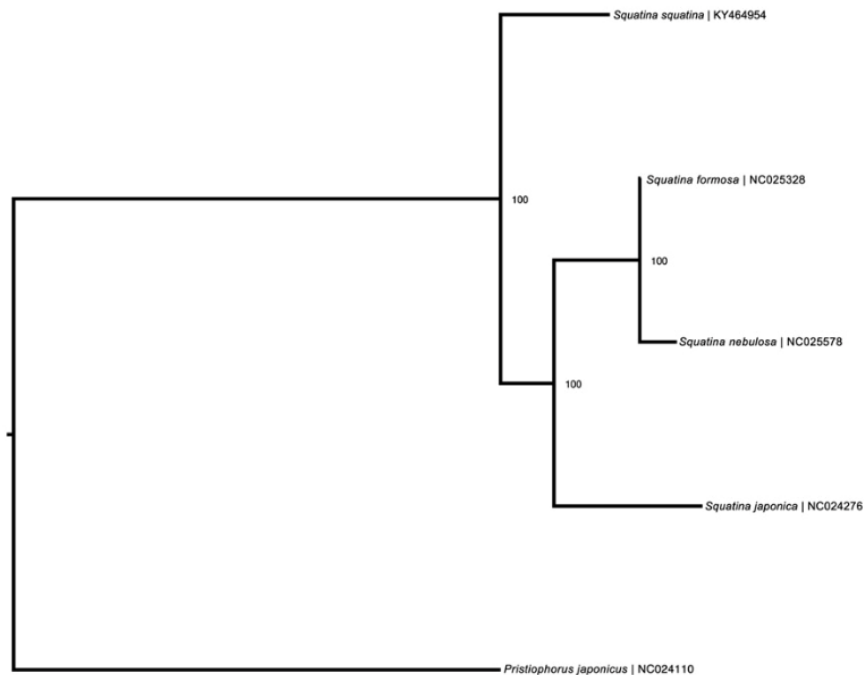 Squatina squatina | KY464954
Squatina formosa | NC025328
100
100
Squatina nebulosa | NC025578
100
Squatina japonica | NC024276
Pristiophorus japonicus | NC024110